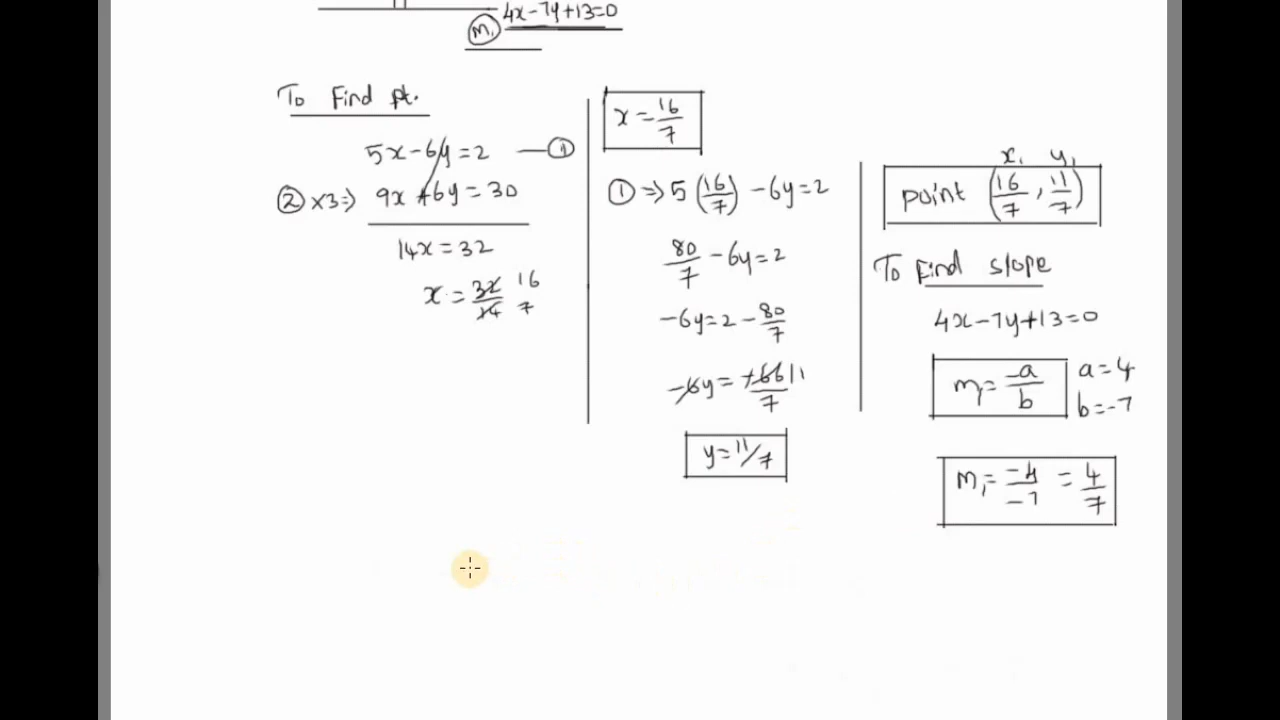 4x-7y+13=0
m₁
To Find pt.
5x-6y=2 —①
② ×3⇒ 9x+6y=30
14x=32
x=32/14 16/7
x=16/7
①⇒5(16/7)-6y=2
80/7-6y=2
-6y=2-80/7
-6y=+66/7 11
y=11/7
x₁ y₁
point (16/7, 11/7)
To Find slope
4x-7y+13=0
m₁=-a/b a=4
b=-7
m₁=-4/-7=4/7